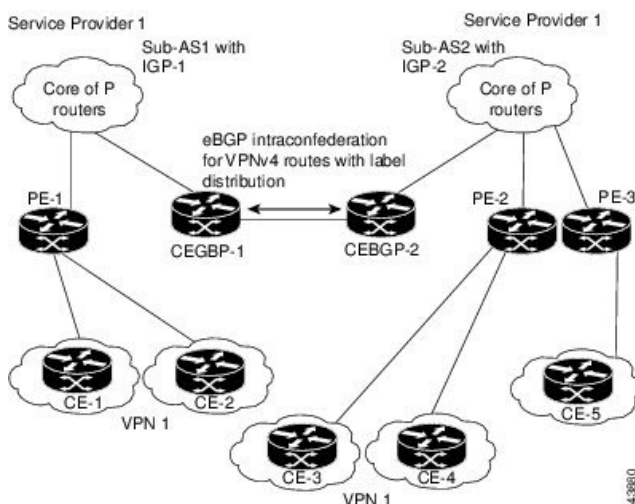 Service Provider 1
Service Provider 1
Sub-AS1 with
IGP-1
Sub-AS2 with
IGP-2
Core of P
routers
Core of P
routers
eBGP intraconfederation
for VPNv4 routes with label
distribution
PE-1
PE-2
PE-3
CEGBP-1
CEBGP-2
CE-1
CE-2
VPN 1
CE-5
CE-3
CE-4
VPN 1
43880